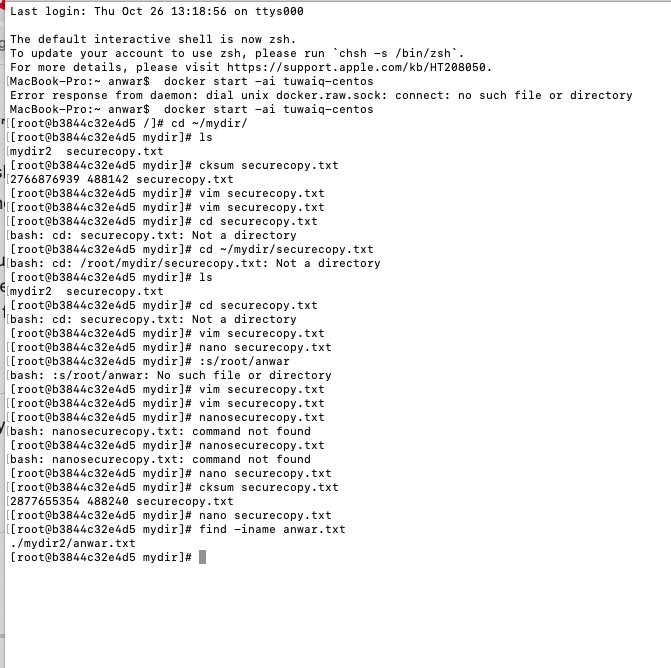 Last login: Thu Oct 26 13:18:56 on ttys000
The default interactive shell is now zsh.
To update your account to use zsh, please run `chsh -s /bin/zsh`.
For more details, please visit https://support.apple.com/kb/HT208050.
[MacBook-Pro:~ anwar$  docker start -ai tuwaiq-centos
Error response from daemon: dial unix docker.raw.sock: connect: no such file or directory
MacBook-Pro:~ anwar$  docker start -ai tuwaiq-centos
[[root@b3844c32e4d5 /]# cd ~/mydir/
[[root@b3844c32e4d5 mydir]# ls
mydir2  securecopy.txt
[[root@b3844c32e4d5 mydir]# cksum securecopy.txt
2766876939 488142 securecopy.txt
[[root@b3844c32e4d5 mydir]# vim securecopy.txt
[[root@b3844c32e4d5 mydir]# vim securecopy.txt
[[root@b3844c32e4d5 mydir]# cd securecopy.txt
bash: cd: securecopy.txt: Not a directory
[[root@b3844c32e4d5 mydir]# cd ~/mydir/securecopy.txt
bash: cd: /root/mydir/securecopy.txt: Not a directory
[[root@b3844c32e4d5 mydir]# ls
mydir2  securecopy.txt
[[root@b3844c32e4d5 mydir]# cd securecopy.txt
bash: cd: securecopy.txt: Not a directory
[[root@b3844c32e4d5 mydir]# vim securecopy.txt
[[root@b3844c32e4d5 mydir]# nano securecopy.txt
[[root@b3844c32e4d5 mydir]# :s/root/anwar
bash: :s/root/anwar: No such file or directory
[[root@b3844c32e4d5 mydir]# vim securecopy.txt
[[root@b3844c32e4d5 mydir]# vim securecopy.txt
[[root@b3844c32e4d5 mydir]# nanosecurecopy.txt
bash: nanosecurecopy.txt: command not found
[[root@b3844c32e4d5 mydir]# nanosecurecopy.txt
bash: nanosecurecopy.txt: command not found
[[root@b3844c32e4d5 mydir]# nano securecopy.txt
[[root@b3844c32e4d5 mydir]# cksum securecopy.txt
2877655354 488240 securecopy.txt
[[root@b3844c32e4d5 mydir]# nano securecopy.txt
[[root@b3844c32e4d5 mydir]# find -iname anwar.txt
./mydir2/anwar.txt
[root@b3844c32e4d5 mydir]#